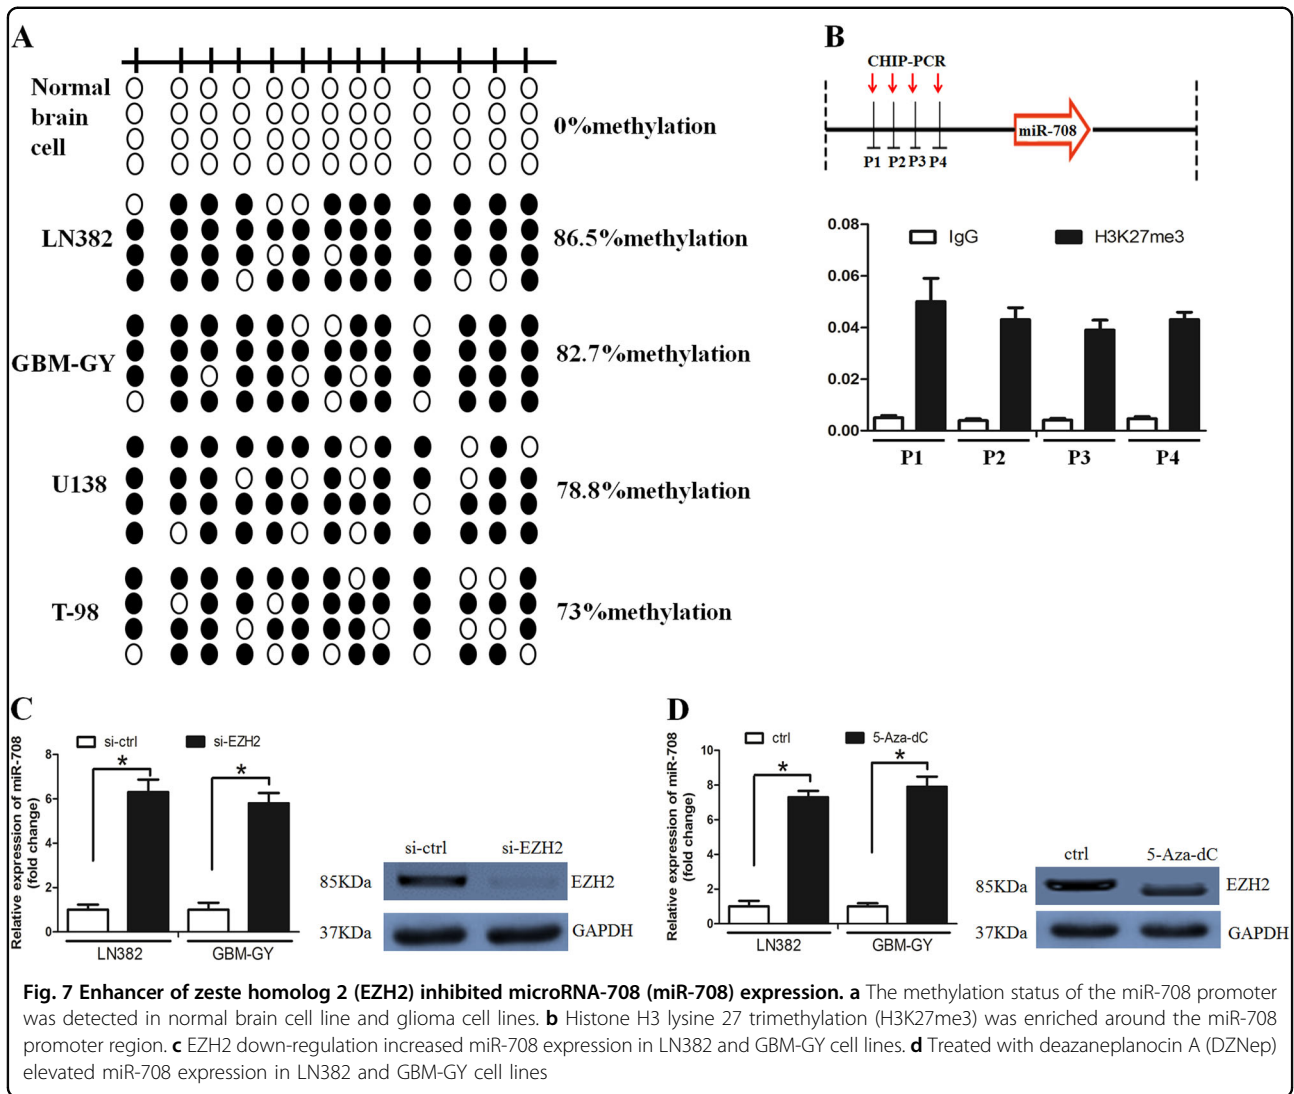 A
Normal
brain
cell
0%methylation
LN382
86.5%methylation
GBM-GY
82.7%methylation
U138
78.8%methylation
T-98
73%methylation
B
CHIP-PCR
miR-708
P1 P2 P3 P4
IgG H3K27me3
0.08
0.06
0.04
0.02
0.00
P1 P2 P3 P4
C
Relative expression of miR-708
(fold change)
si-ctrl si-EZH2
8
6
4
2
0
* *
LN382 GBM-GY
si-ctrl si-EZH2
85KDa EZH2
37KDa GAPDH
D
Relative expression of miR-708
(fold change)
ctrl 5-Aza-dC
10
8
6
4
2
0
* *
LN382 GBM-GY
ctrl 5-Aza-dC
85KDa EZH2
37KDa GAPDH
Fig. 7 Enhancer of zeste homolog 2 (EZH2) inhibited microRNA-708 (miR-708) expression. a The methylation status of the miR-708 promoter
was detected in normal brain cell line and glioma cell lines. b Histone H3 lysine 27 trimethylation (H3K27me3) was enriched around the miR-708
promoter region. c EZH2 down-regulation increased miR-708 expression in LN382 and GBM-GY cell lines. d Treated with deazaneplanocin A (DZNep)
elevated miR-708 expression in LN382 and GBM-GY cell lines